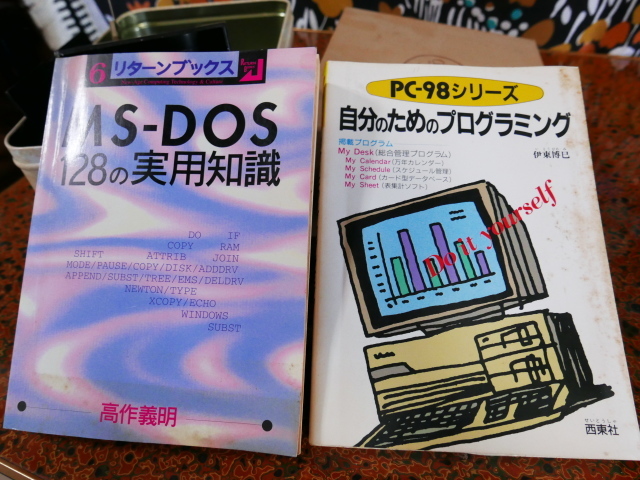 6 リターンブックス
MS-DOS
128の実用知識
DO IF
COPY RAM
SHIFT ATTRIB JOIN
MODE/PAUSE/COPY/DISK/ADDDRV
APPEND/SUBST/TREE/EMS/DELDRV
NEWTON/TYPE
XCOPY/ECHO
WINDOWS
SUBST
高作義明
PC-98シリーズ
自分のためのプログラミング
掲載プログラム
My Desk(総合管理プログラム)
My Calendar(万年カレンダー)
My Schedule(スケジュール管理)
My Card(カード型データベース)
My Sheet(表集計ソフト)
伊東博巳
Do it yourself
せいとうしゃ
西東社